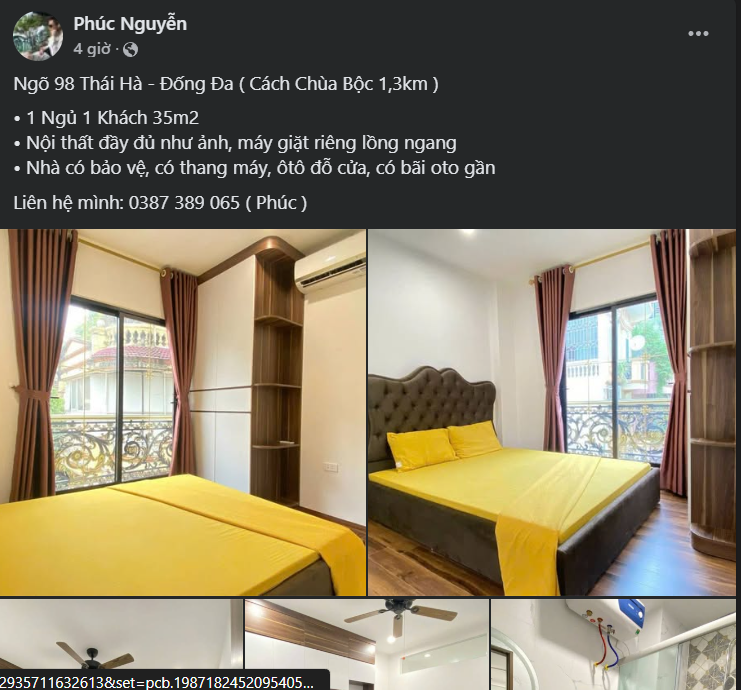 Phúc Nguyễn
4 giờ ·
Ngõ 98 Thái Hà - Đống Đa ( Cách Chùa Bộc 1,3km )
• 1 Ngủ 1 Khách 35m2
• Nội thất đầy đủ như ảnh, máy giặt riêng lồng ngang
• Nhà có bảo vệ, có thang máy, ôtô đỗ cửa, có bãi oto gần
Liên hệ mình: 0387 389 065 ( Phúc )
2935711632613&set=pcb.1987182452095405...